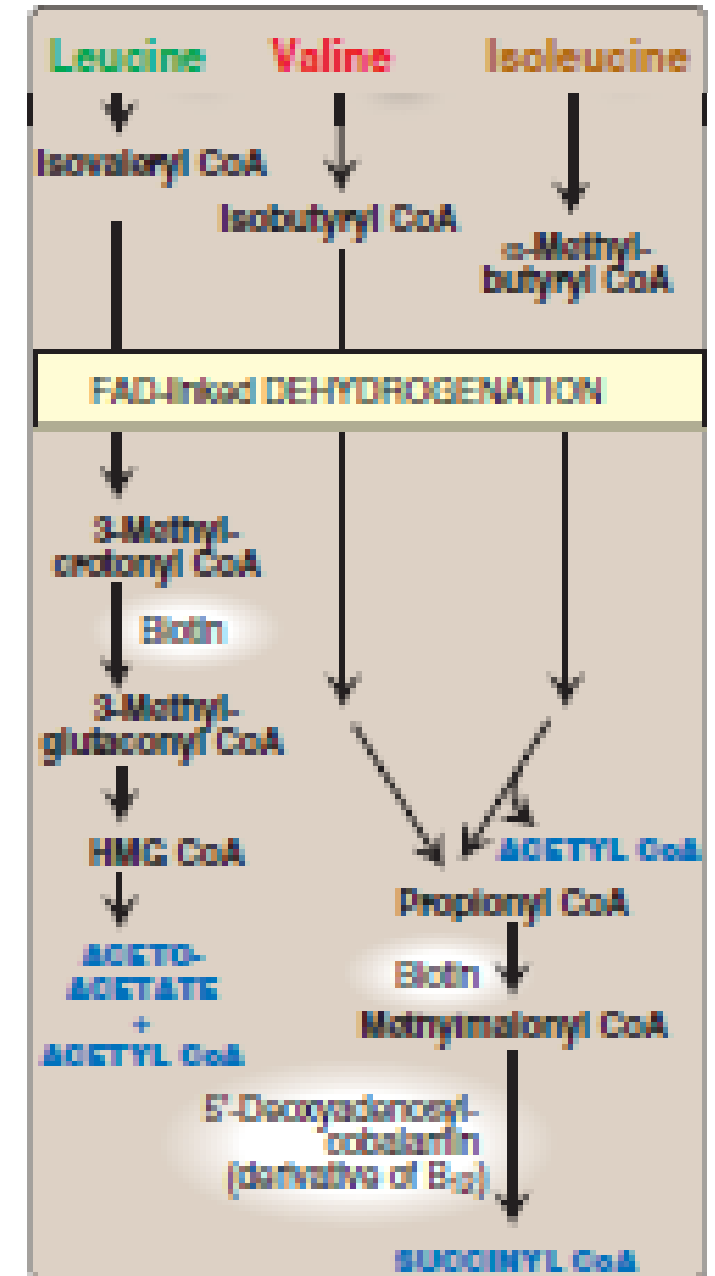 Leucine Valine Isoleucine
Isovaleryl CoA
Isobutyryl CoA
α-Methyl-
butyryl CoA
FAD-linked DEHYDROGENATION
3-Methyl-
crotonyl CoA
Biotin
3-Methyl-
glutaconyl CoA
HMG CoA
ACETO-
ACETATE
+
ACETYL CoA
ACETYL CoA
Propionyl CoA
Biotin
Methylmalonyl CoA
5'-Deoxyadenosyl-
cobalamin
(derivative of B₁₂)
SUCCINYL CoA